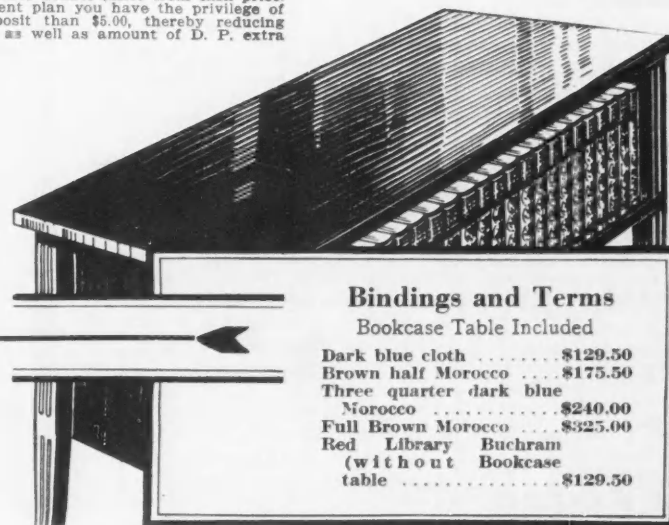 ent plan you have the privilege of
posit than $5.00, thereby reducing
as well as amount of D. P. extra
Bindings and Terms
Bookcase Table Included
Dark blue cloth ........ $129.50
Brown half Morocco .... $175.50
Three quarter dark blue
Morocco ............ $240.00
Full Brown Morocco .... $325.00
Red Library Buchram
(without Bookcase
table ............... $129.50